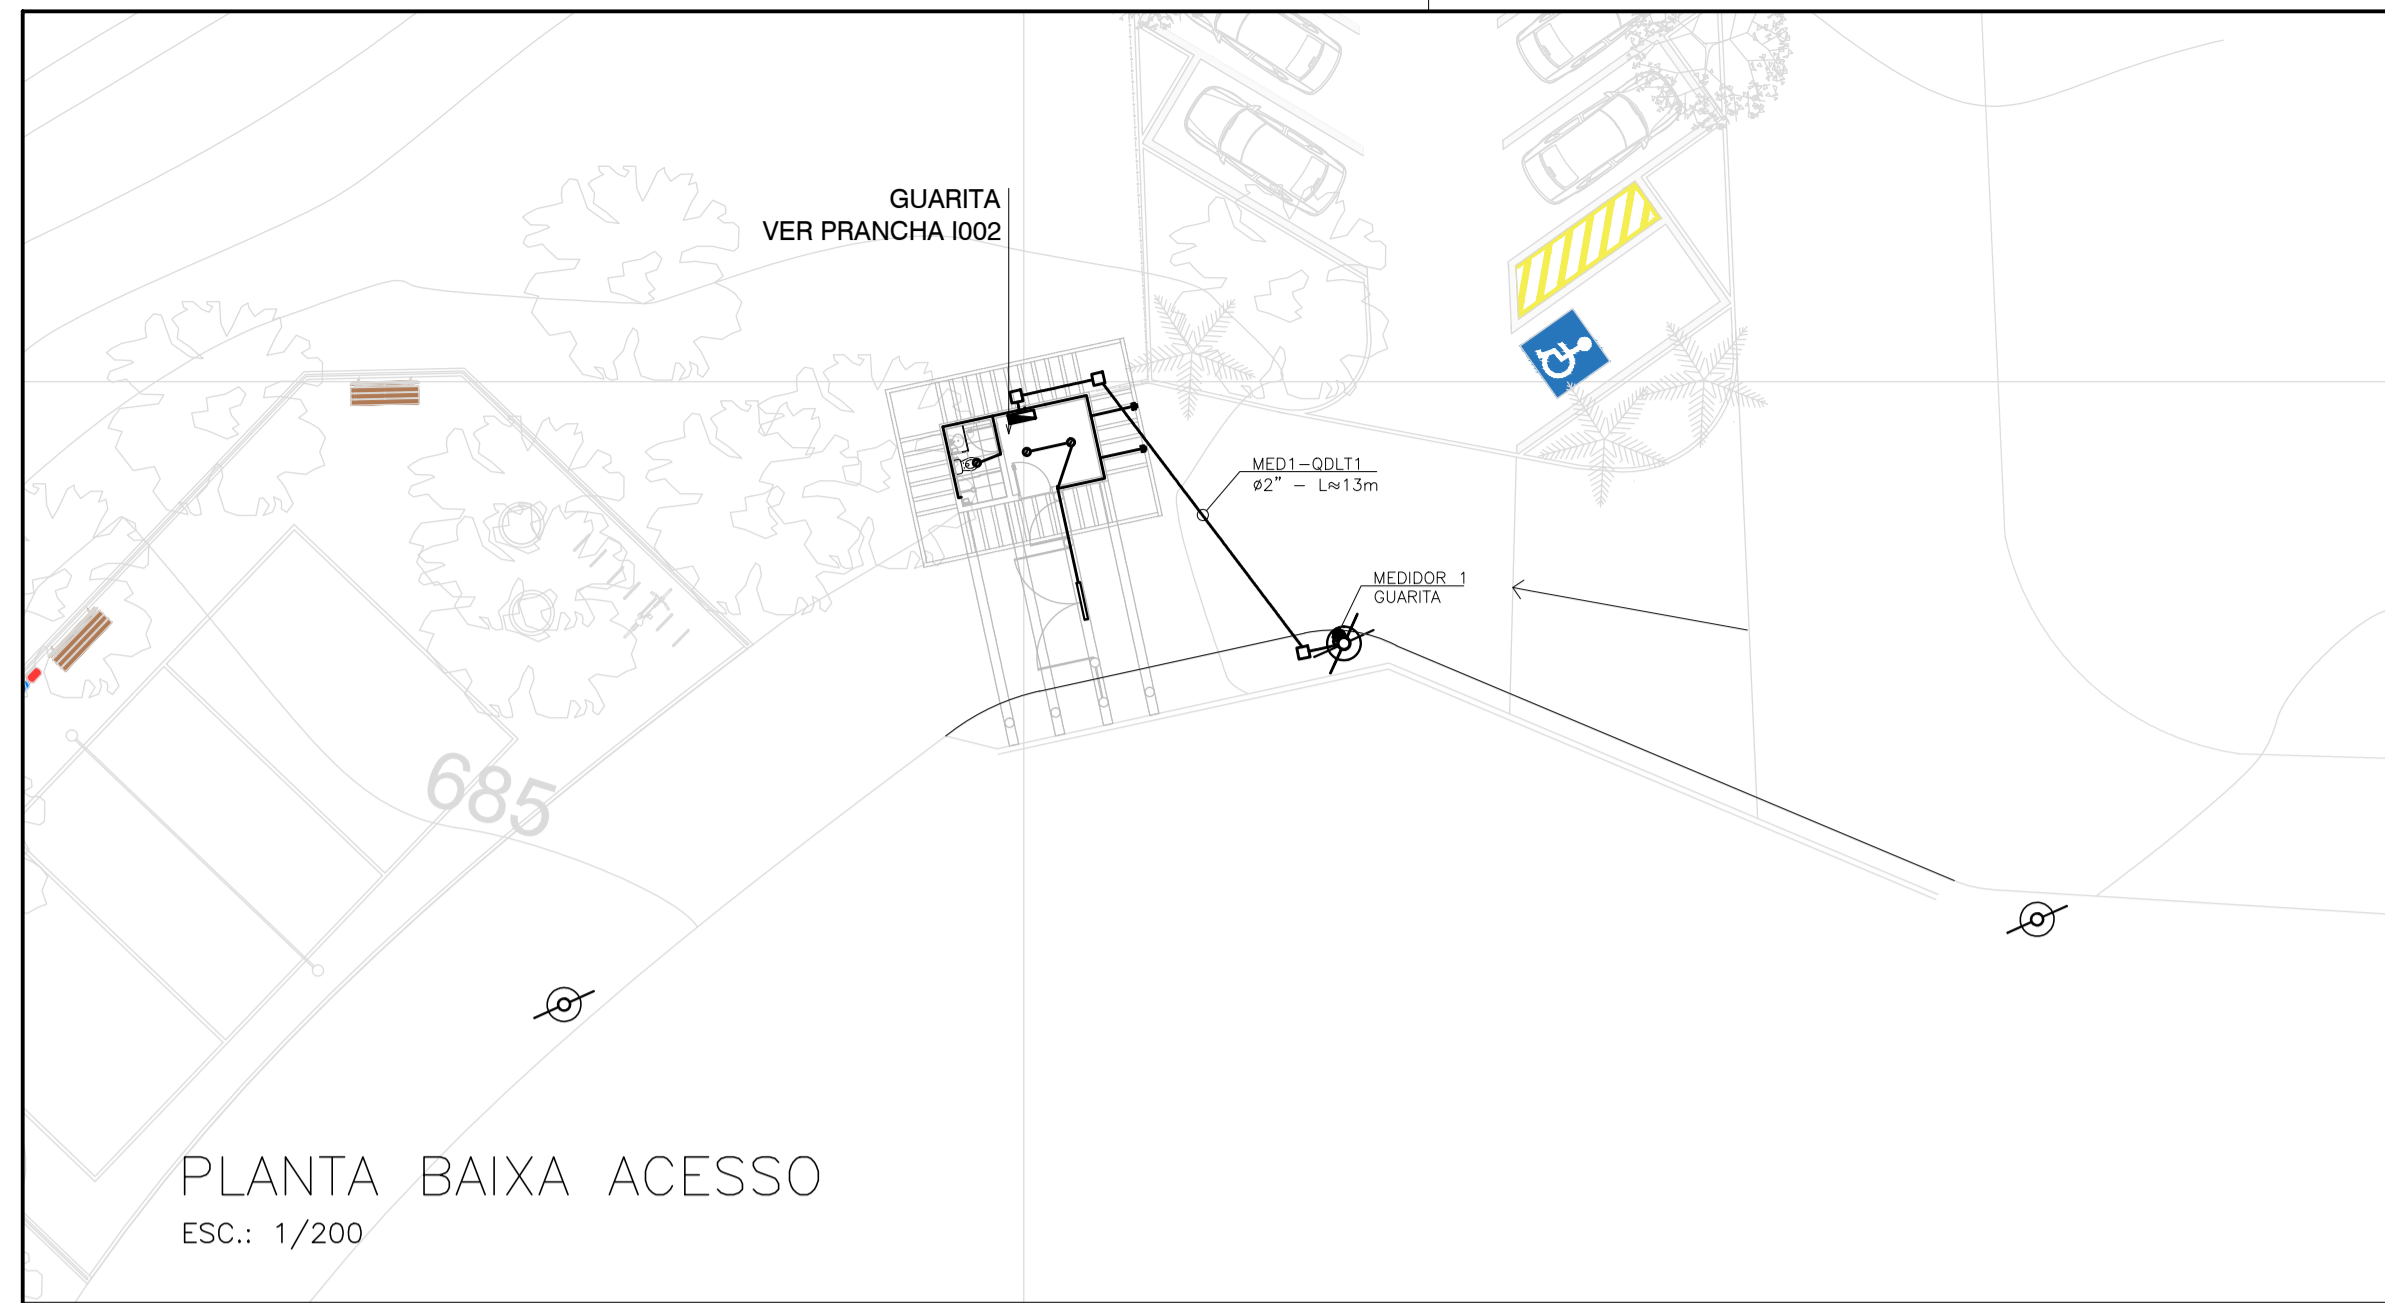 GUARITA
VER PRANCHA I002
MED1-QDLT1
ø2” - L≈13m
MEDIDOR 1
GUARITA
685
PLANTA BAIXA ACESSO
ESC.: 1/200